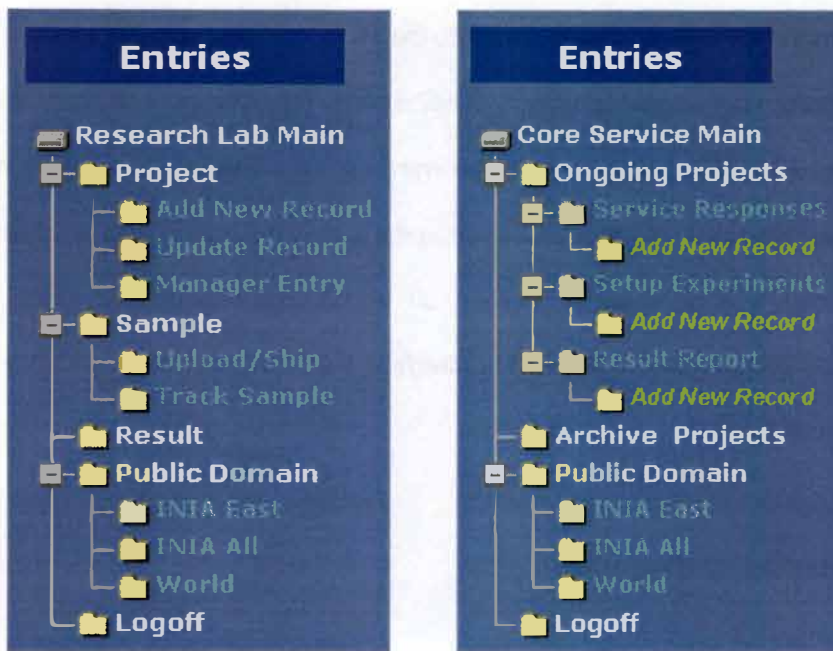 Entries
Research Lab Main
Project
Add New Record
Update Record
Manager Entry
Sample
Upload/Ship
Track Sample
Result
Public Domain
INIA East
INIA All
World
Logoff
Entries
Core Service Main
Ongoing Projects
Service Responses
Add New Record
Setup Experiments
Add New Record
Result Report
Add New Record
Archive Projects
Public Domain
INIA East
INIA All
World
Logoff